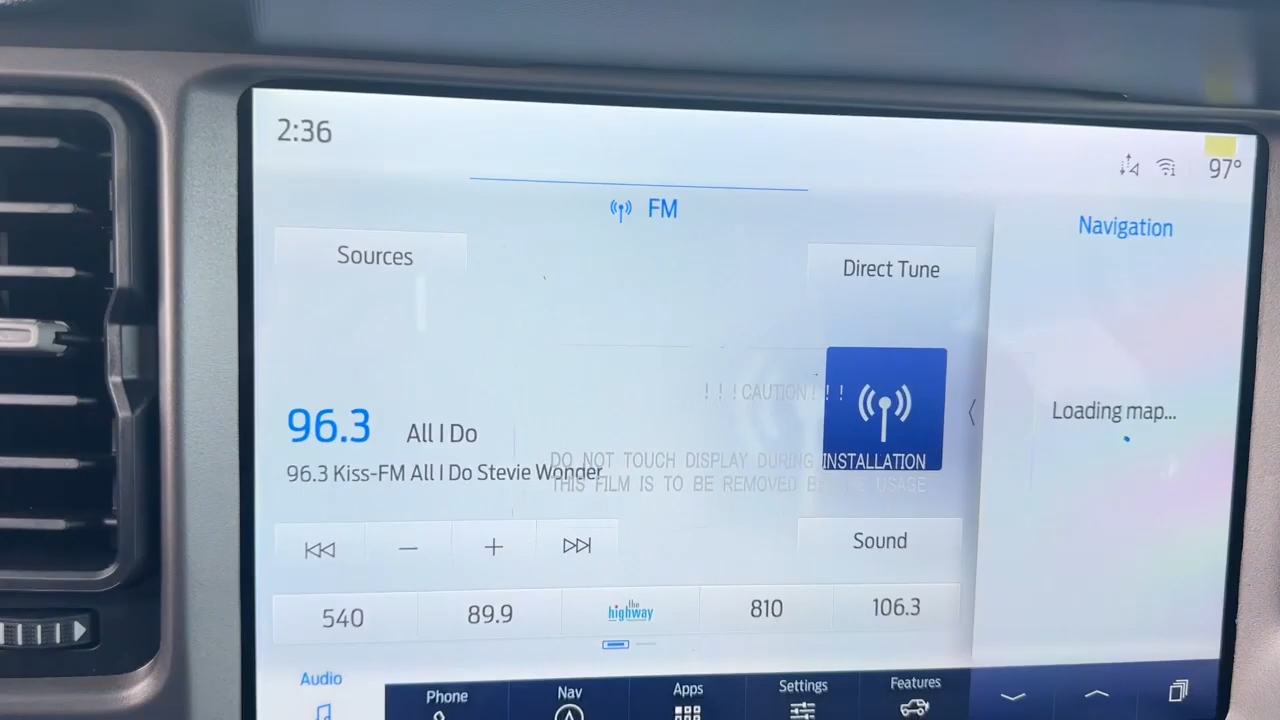 2:36
97°
FM
Navigation
Sources
Direct Tune
! ! ! CAUTION ! ! !
Loading map...
96.3 All I Do
96.3 Kiss-FM All I Do Stevie Wonder
DO NOT TOUCH DISPLAY DURING INSTALLATION
THIS FILM IS TO BE REMOVED USAGE
Sound
540 89.9 the highway 810 106.3
Audio Phone Nav Apps Settings Features